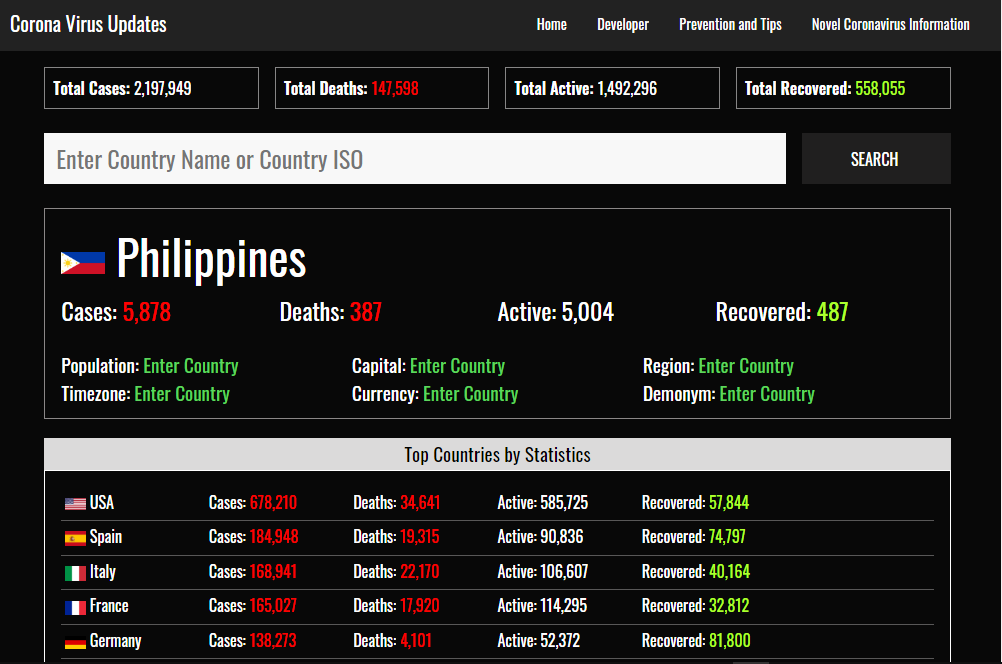 Corona Virus Updates Home Developer Prevention and Tips Novel Coronavirus Information
Total Cases: 2,197,949 Total Deaths: 147,598 Total Active: 1,492,296 Total Recovered: 558,055
Enter Country Name or Country ISO SEARCH
Philippines
Cases: 5,878 Deaths: 387 Active: 5,004 Recovered: 487
Population: Enter Country Capital: Enter Country Region: Enter Country
Timezone: Enter Country Currency: Enter Country Demonym: Enter Country
Top Countries by Statistics
USA Cases: 678,210 Deaths: 34,641 Active: 585,725 Recovered: 57,844
Spain Cases: 184,948 Deaths: 19,315 Active: 90,836 Recovered: 74,797
Italy Cases: 168,941 Deaths: 22,170 Active: 106,607 Recovered: 40,164
France Cases: 165,027 Deaths: 17,920 Active: 114,295 Recovered: 32,812
Germany Cases: 138,273 Deaths: 4,101 Active: 52,372 Recovered: 81,800